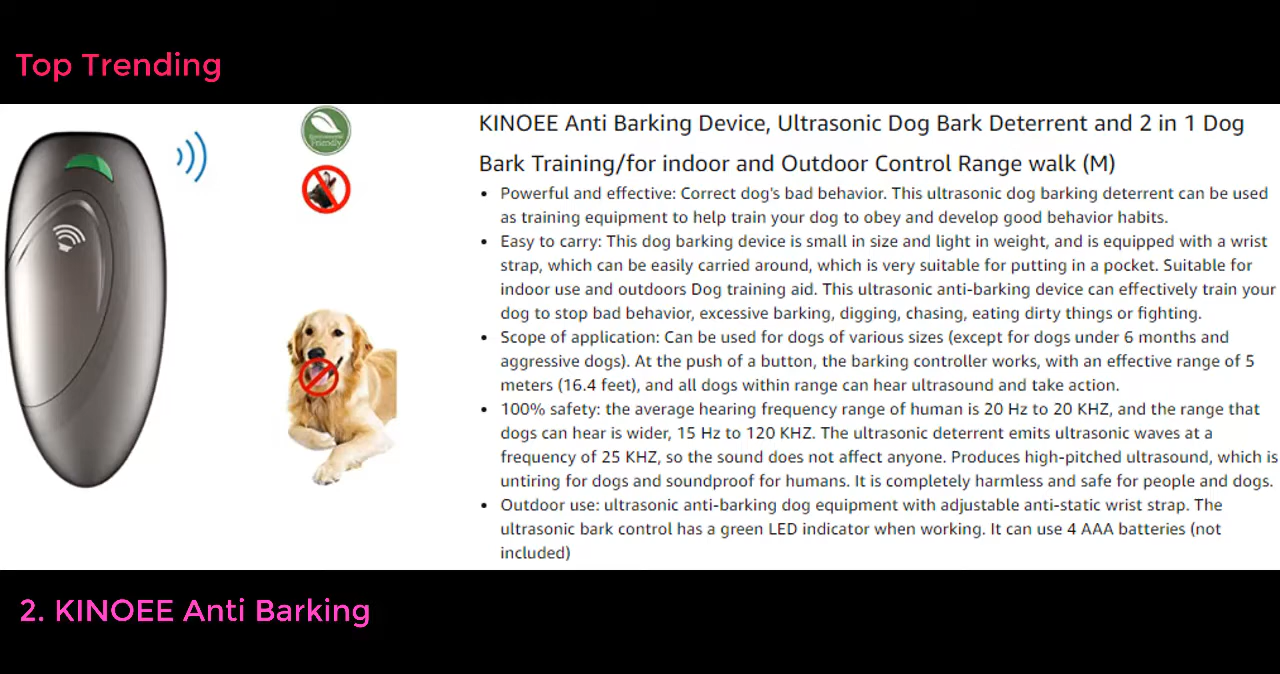 Top Trending
Environmental
Friendly
KINOEE Anti Barking Device, Ultrasonic Dog Bark Deterrent and 2 in 1 Dog
Bark Training/for indoor and Outdoor Control Range walk (M)
• Powerful and effective: Correct dog's bad behavior. This ultrasonic dog barking deterrent can be used
as training equipment to help train your dog to obey and develop good behavior habits.
• Easy to carry: This dog barking device is small in size and light in weight, and is equipped with a wrist
strap, which can be easily carried around, which is very suitable for putting in a pocket. Suitable for
indoor use and outdoors Dog training aid. This ultrasonic anti-barking device can effectively train your
dog to stop bad behavior, excessive barking, digging, chasing, eating dirty things or fighting.
• Scope of application: Can be used for dogs of various sizes (except for dogs under 6 months and
aggressive dogs). At the push of a button, the barking controller works, with an effective range of 5
meters (16.4 feet), and all dogs within range can hear ultrasound and take action.
• 100% safety: the average hearing frequency range of human is 20 Hz to 20 KHZ, and the range that
dogs can hear is wider, 15 Hz to 120 KHZ. The ultrasonic deterrent emits ultrasonic waves at a
frequency of 25 KHZ, so the sound does not affect anyone. Produces high-pitched ultrasound, which is
untiring for dogs and soundproof for humans. It is completely harmless and safe for people and dogs.
• Outdoor use: ultrasonic anti-barking dog equipment with adjustable anti-static wrist strap. The
ultrasonic bark control has a green LED indicator when working. It can use 4 AAA batteries (not
included)
2. KINOEE Anti Barking